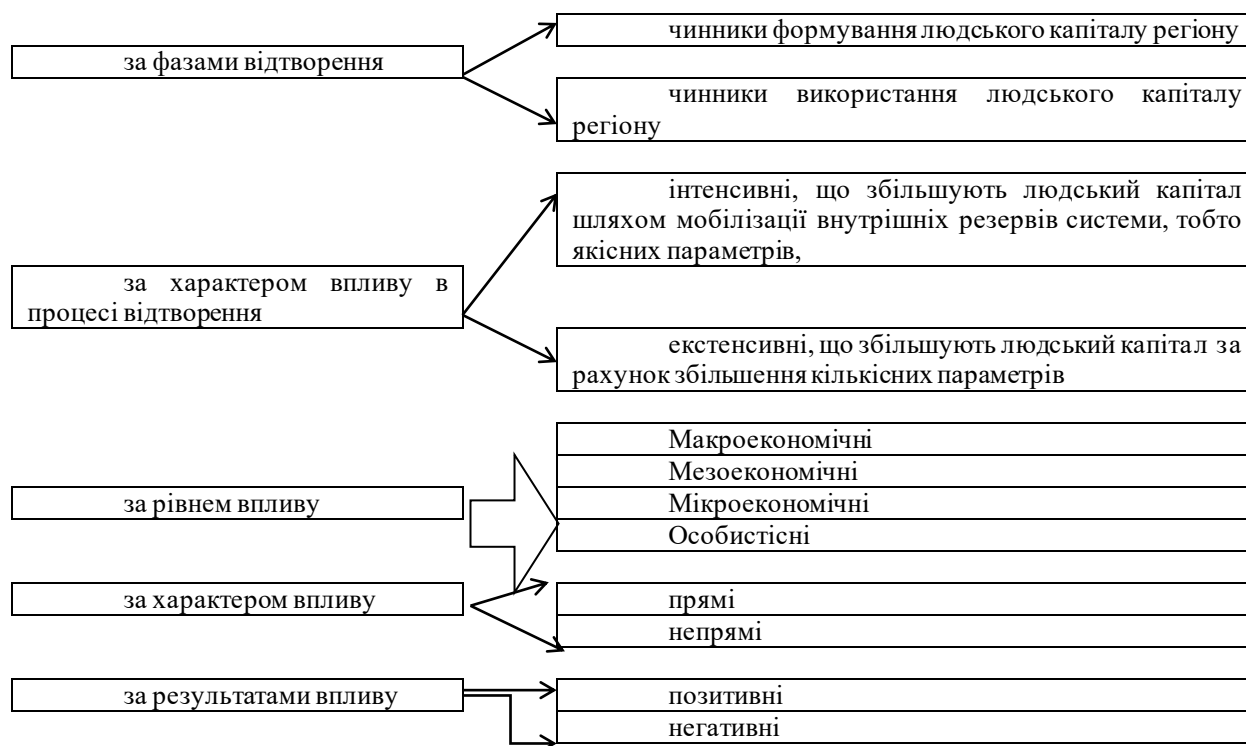 чинники формування людського капіталу регіону
за фазами відтворення
чинники використання людського капіталу
регіону
інтенсивні, що збільшують людський капітал
шляхом мобілізації внутрішніх резервів системи, тобто
якісних параметрів,
за характером впливу в
процесі відтворення
екстенсивні, що збільшують людський капітал за
рахунок збільшення кількісних параметрів
Макроекономічні
Мезоекономічні
за рівнем впливу
Мікроекономічні
Особистісні
за характером впливу
прямі
непрямі
за результатами впливу
позитивні
негативні